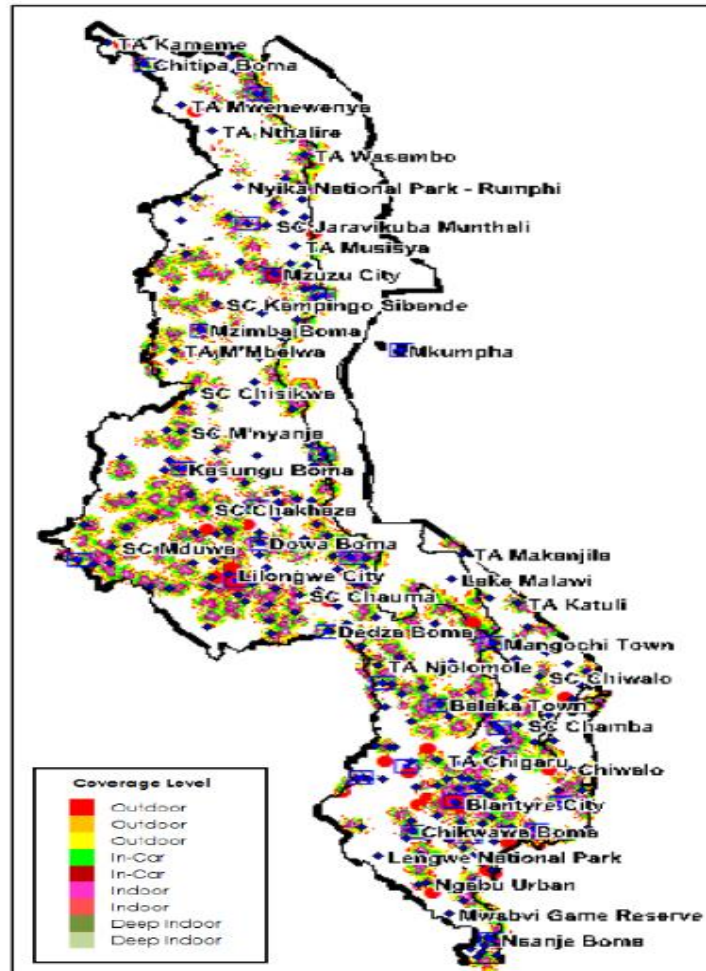 TA Kameme
Chitipa Boma
TA Mwenewenya
TA Nthalire
TA Wasambo
Nyika National Park - Rumphi
SC Jaravikuba Munthali
TA Musisya
Mzuzu City
SC Kampingo Sibande
Mzimba Boma
Mkumpha
TA M'Mbelwa
SC Chisikwa
SC M'nyanja
Kasungu Boma
SC Chakhaza
SC Mduwa
Dowa Boma
TA Makanjila
Lilongwe City
Lake Malawi
SC Chauma
TA Katuli
Dedza Boma
Mangochi Town
TA Njolomole
SC Chiwalo
Balaka Town
SC Chamba
TA Chigaru
Chiwalo
Blantyre City
Chikwawa Boma
Lengwe National Park
Ngabu Urban
Mwabvi Game Reserve
Nsanje Boma
Coverage Level
Outdoor
Outdoor
Outdoor
In-Car
In-Car
Indoor
Indoor
Deep Indoor
Deep Indoor